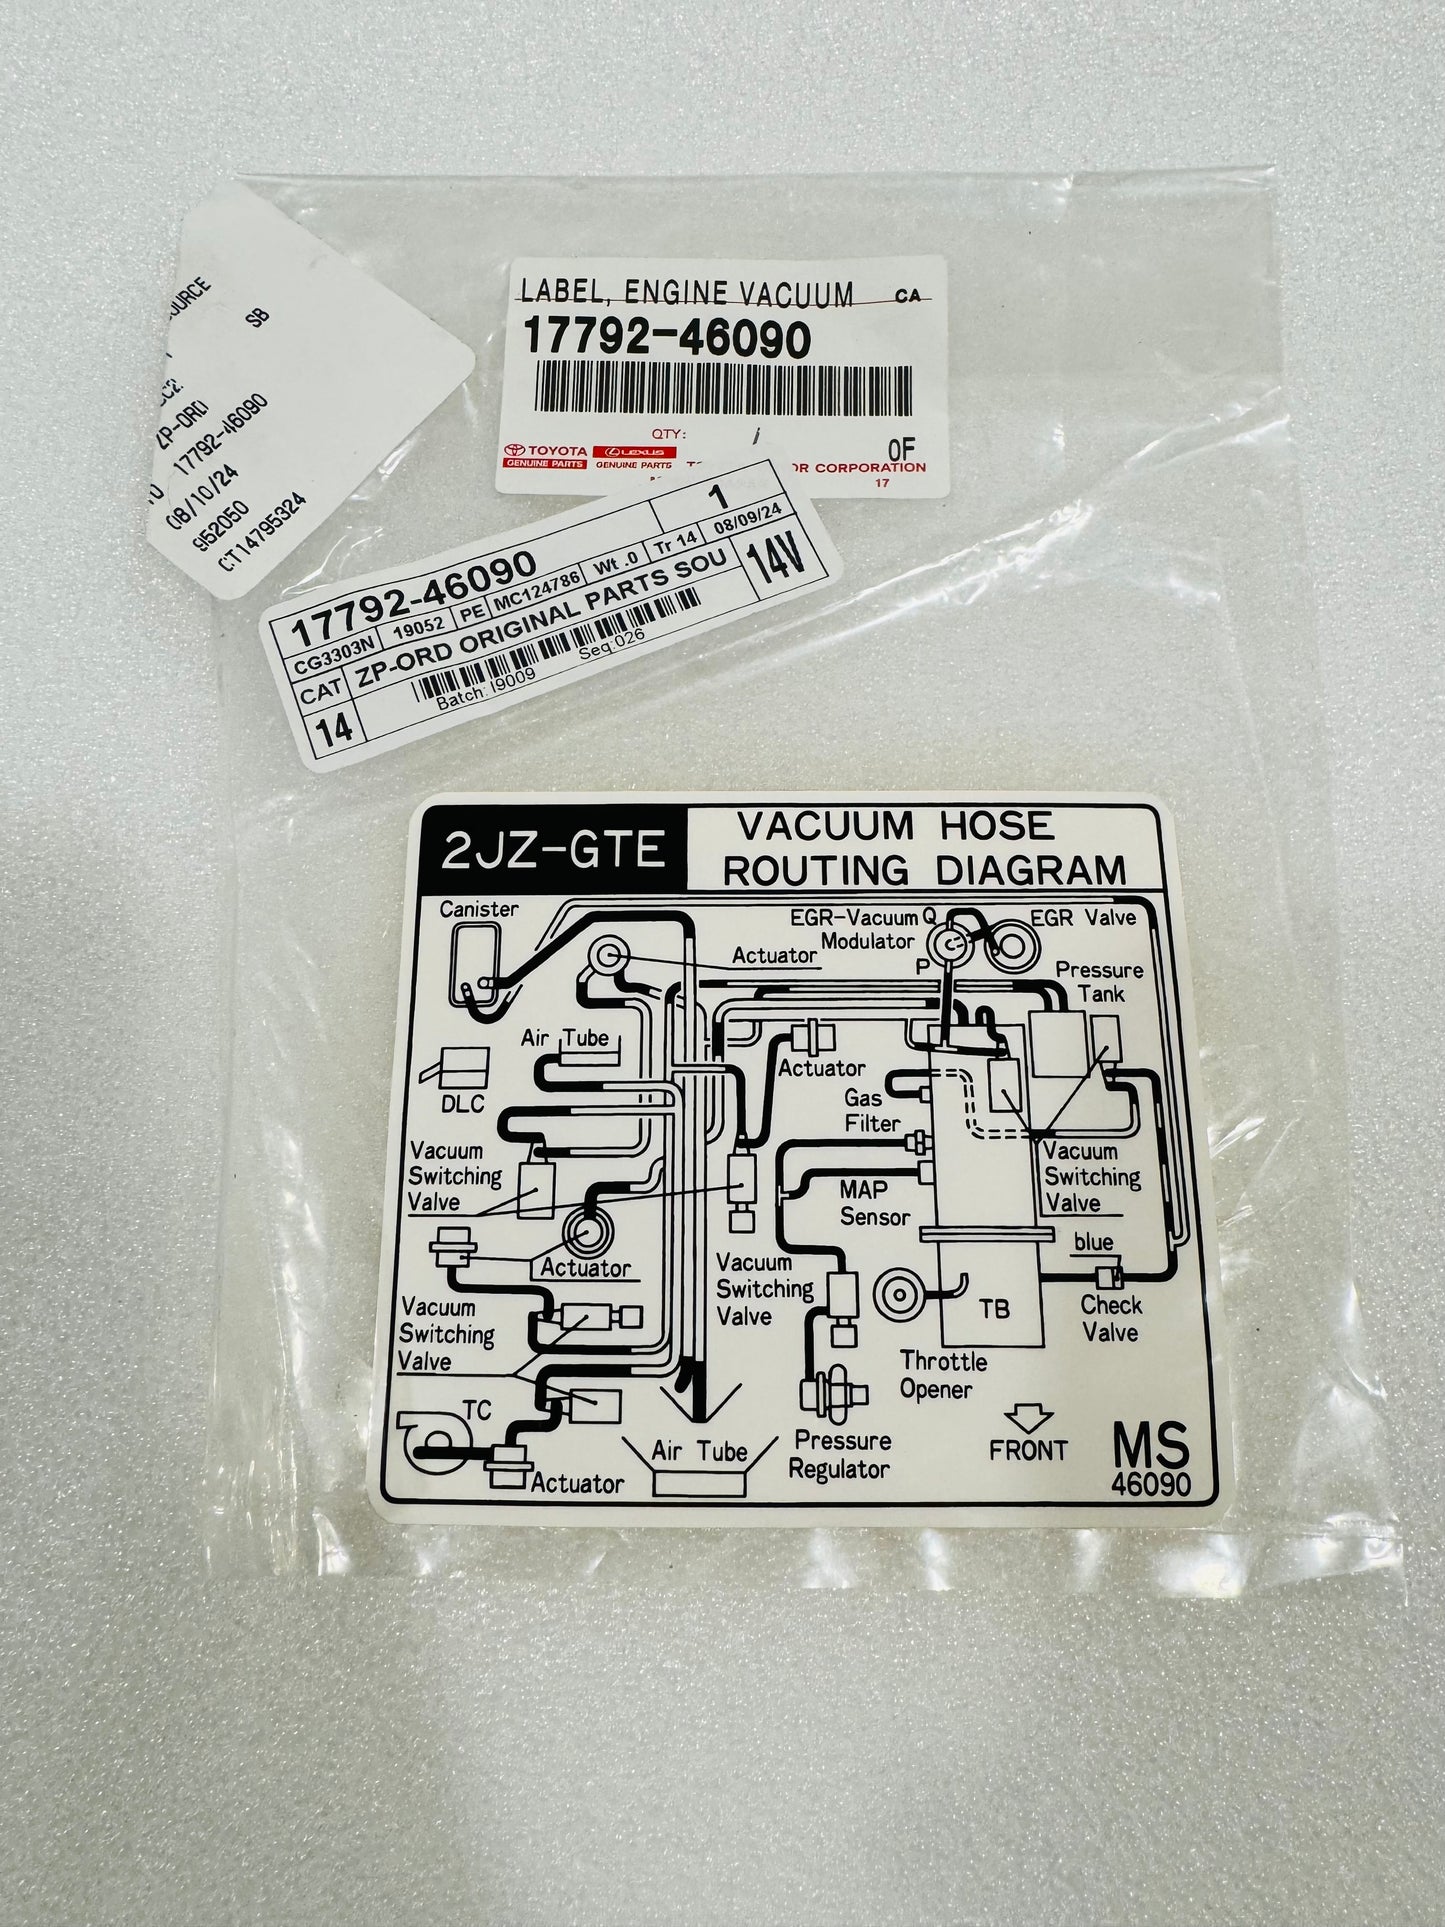 LABEL, ENGINE VACUUM CA
17792-46090
QTY:
TOYOTA LEXUS 0F
GENUINE PARTS GENUINE PARTS OR CORPORATION
17
SB
ZP-ORD
17792-46090
08/10/24
952050
CT14795324
17792-46090 1
CG3303N 19052 PE MC124786 Wt .0 Tr 14 08/09/24
CAT ZP-ORD ORIGINAL PARTS SOU 14V
14 Batch: I9009 Seq:026
2JZ-GTE
VACUUM HOSE
ROUTING DIAGRAM
Canister
EGR-Vacuum
Modulator
Q
P
EGR Valve
Actuator
Pressure
Tank
Air Tube
Actuator
DLC
Gas
Filter
Vacuum
Switching
Valve
MAP
Sensor
Vacuum
Switching
Valve
Actuator
Vacuum
Switching
Valve
blue
Check
Valve
TB
Vacuum
Switching
Valve
Throttle
Opener
TC
Actuator
Air Tube
Pressure
Regulator
FRONT
MS
46090